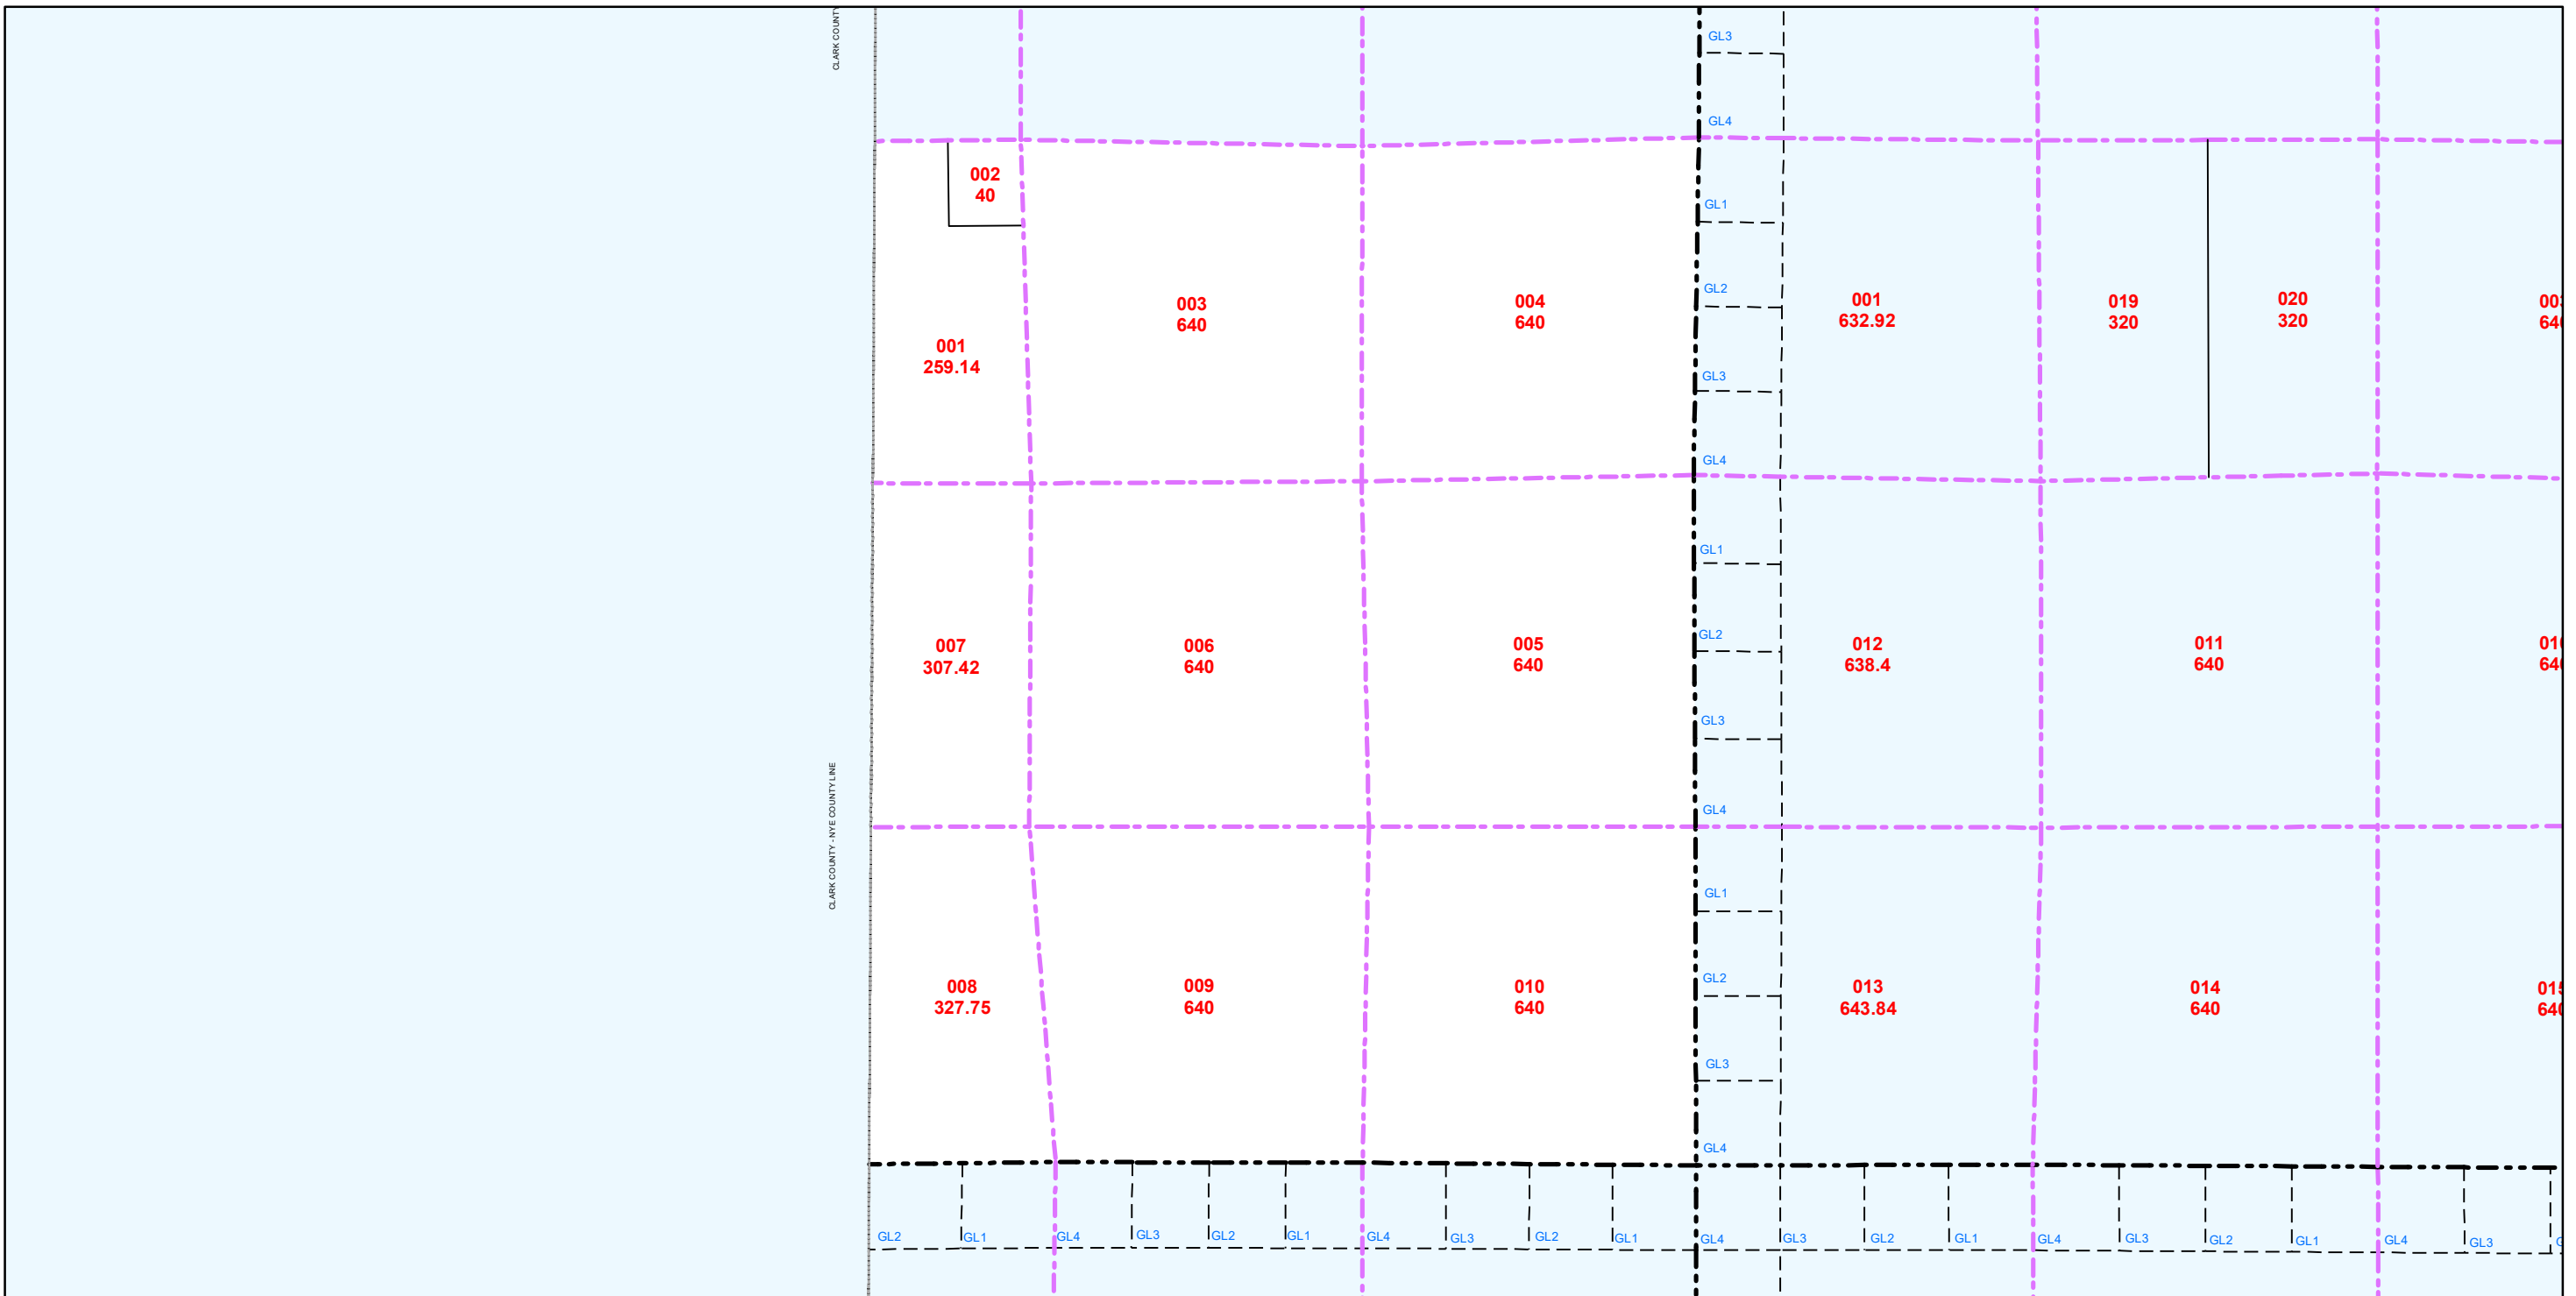 CLARK COUNTY
GL3
GL4
002
40
GL1
GL2
003
640
004
640
001
632.92
019
320
020
320
001
259.14
GL3
GL4
GL1
GL2
007
307.42
006
640
005
640
012
638.4
011
640
GL3
CLARK COUNTY - NYE COUNTY LINE
GL4
GL1
GL2
008
327.75
009
640
010
640
013
643.84
014
640
GL3
GL4
GL2
GL1
GL4
GL3
GL2
GL1
GL4
GL3
GL2
GL1
GL4
GL3
GL2
GL1
GL4
GL3
GL2
GL1
GL4
GL3